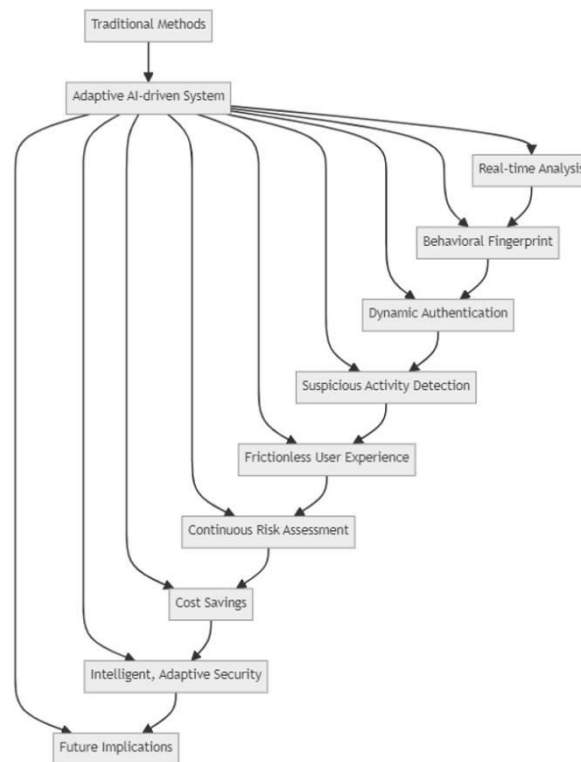 Traditional Methods
Adaptive AI-driven System
Real-time Analysis
Behavioral Fingerprint
Dynamic Authentication
Suspicious Activity Detection
Frictionless User Experience
Continuous Risk Assessment
Cost Savings
Intelligent, Adaptive Security
Future Implications